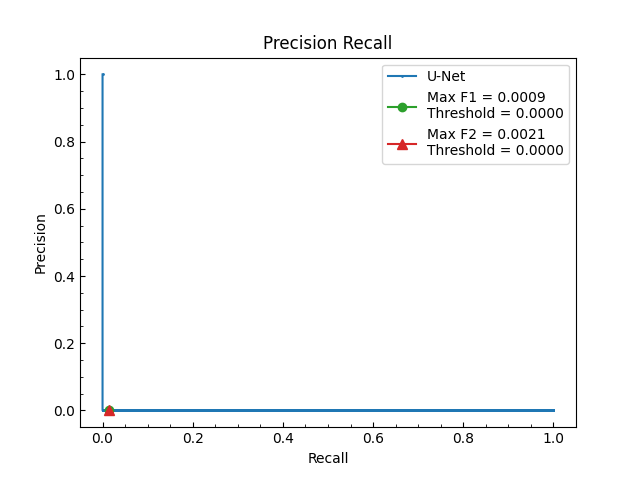 Precision Recall
1.0
0.8
0.6
0.4
0.2
0.0
Precision
U-Net
Max F1 = 0.0009
Threshold = 0.0000
Max F2 = 0.0021
Threshold = 0.0000
0.0 0.2 0.4 0.6 0.8 1.0
Recall